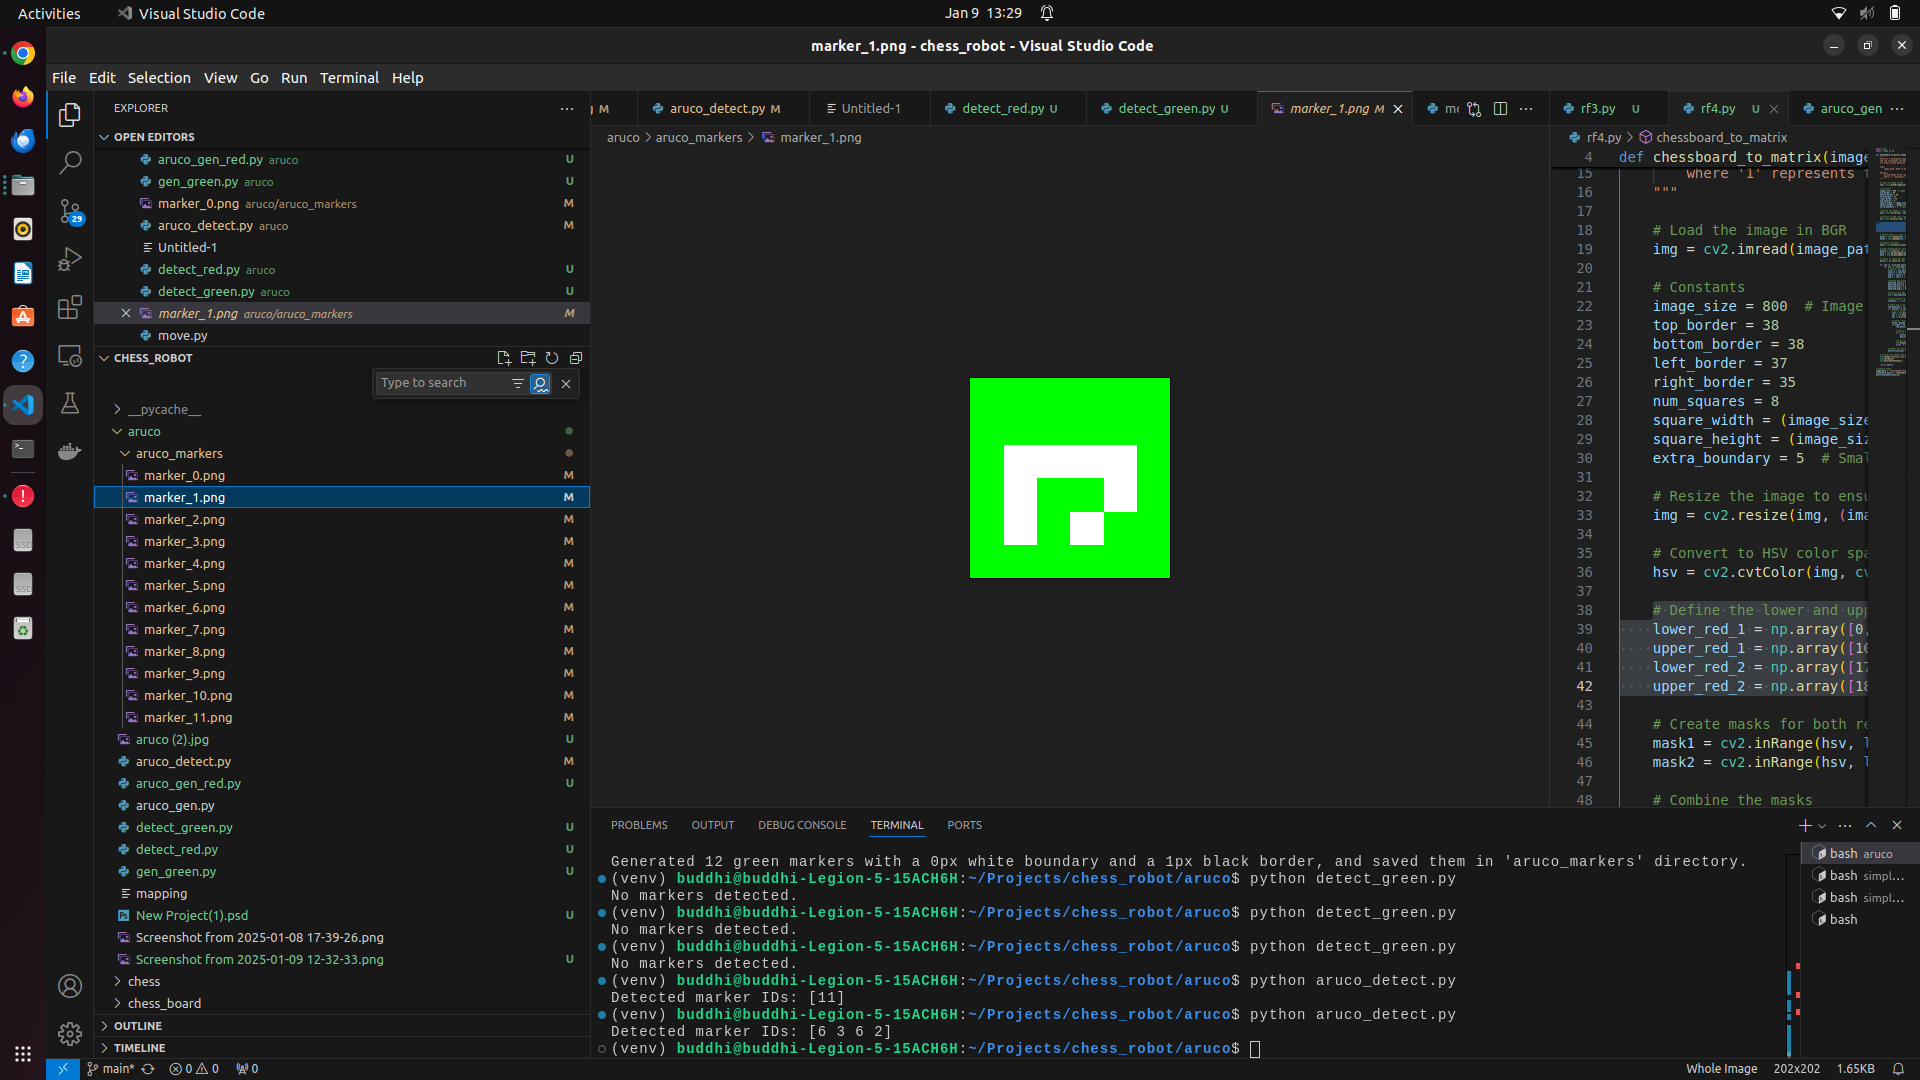 Activities
Visual Studio Code
Jan 9 13:29
marker_1.png - chess_robot - Visual Studio Code
File Edit Selection View Go Run Terminal Help
EXPLORER
OPEN EDITORS
aruco_gen_red.py aruco U
gen_green.py aruco U
marker_0.png aruco/aruco_markers M
aruco_detect.py aruco M
Untitled-1
detect_red.py aruco U
detect_green.py aruco U
marker_1.png aruco/aruco_markers M
move.py
CHESS_ROBOT
Type to search
__pycache__
aruco
aruco_markers
marker_0.png M
marker_1.png M
marker_2.png M
marker_3.png M
marker_4.png M
marker_5.png M
marker_6.png M
marker_7.png M
marker_8.png M
marker_9.png M
marker_10.png M
marker_11.png M
aruco (2).jpg U
aruco_detect.py M
aruco_gen_red.py U
aruco_gen.py
detect_green.py U
detect_red.py U
gen_green.py U
mapping
New Project(1).psd U
Screenshot from 2025-01-08 17-39-26.png
Screenshot from 2025-01-09 12-32-33.png U
chess
chess_board
OUTLINE
TIMELINE
29
M aruco_detect.py M Untitled-1 detect_red.py U detect_green.py U marker_1.png M
aruco > aruco_markers > marker_1.png
rf3.py U rf4.py U aruco_gen
rf4.py > chessboard_to_matrix
4 def chessboard_to_matrix(image
15 where '1' represents
16 """
17
18 # Load the image in BGR
19 img = cv2.imread(image_pat
20
21 # Constants
22 image_size = 800 # Image
23 top_border = 38
24 bottom_border = 38
25 left_border = 37
26 right_border = 35
27 num_squares = 8
28 square_width = (image_size
29 square_height = (image_siz
30 extra_boundary = 5 # Smal
31
32 # Resize the image to ensu
33 img = cv2.resize(img, (ima
34
35 # Convert to HSV color spa
36 hsv = cv2.cvtColor(img, cv
37
38 # Define the lower and upp
39 lower_red_1 = np.array([0,
40 upper_red_1 = np.array([10
41 lower_red_2 = np.array([17
42 upper_red_2 = np.array([18
43
44 # Create masks for both re
45 mask1 = cv2.inRange(hsv, l
46 mask2 = cv2.inRange(hsv, l
47
48 # Combine the masks
PROBLEMS OUTPUT DEBUG CONSOLE TERMINAL PORTS
Generated 12 green markers with a 0px white boundary and a 1px black border, and saved them in 'aruco_markers' directory.
(venv) buddhi@buddhi-Legion-5-15ACH6H:~/Projects/chess_robot/aruco$ python detect_green.py
No markers detected.
(venv) buddhi@buddhi-Legion-5-15ACH6H:~/Projects/chess_robot/aruco$ python detect_green.py
No markers detected.
(venv) buddhi@buddhi-Legion-5-15ACH6H:~/Projects/chess_robot/aruco$ python detect_green.py
No markers detected.
(venv) buddhi@buddhi-Legion-5-15ACH6H:~/Projects/chess_robot/aruco$ python aruco_detect.py
Detected marker IDs: [11]
(venv) buddhi@buddhi-Legion-5-15ACH6H:~/Projects/chess_robot/aruco$ python aruco_detect.py
Detected marker IDs: [6 3 6 2]
(venv) buddhi@buddhi-Legion-5-15ACH6H:~/Projects/chess_robot/aruco$
bash aruco
bash simpl...
bash simpl...
bash
main* 0 0 0
Whole Image 202x202 1.65KB